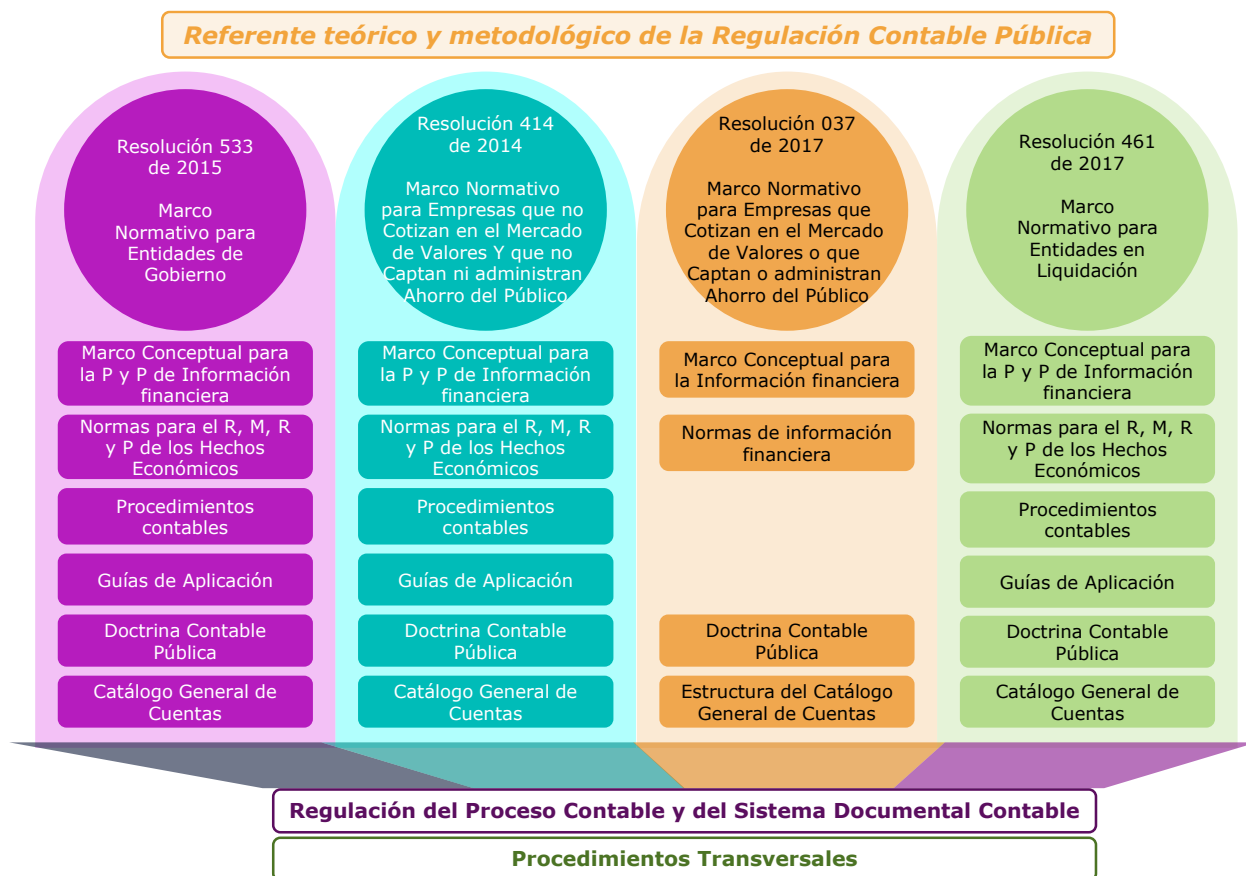 Referente teórico y metodológico de la Regulación Contable Pública
Resolución 533
de 2015
Marco
Normativo para
Entidades de
Gobierno
Marco Conceptual para
la P y P de Información
financiera
Normas para el R, M, R
y P de los Hechos
Económicos
Procedimientos
contables
Guías de Aplicación
Doctrina Contable
Pública
Catálogo General de
Cuentas
Resolución 414
de 2014
Marco Normativo
para Empresas que no
Cotizan en el Mercado
de Valores Y que no
Captan ni administran
Ahorro del Público
Marco Conceptual para
la P y P de Información
financiera
Normas para el R, M, R
y P de los Hechos
Económicos
Procedimientos
contables
Guías de Aplicación
Doctrina Contable
Pública
Catálogo General de
Cuentas
Resolución 037
de 2017
Marco Normativo
para Empresas que
Cotizan en el Mercado
de Valores o que
Captan o administran
Ahorro del Público
Marco Conceptual para
la Información financiera
Normas de información
financiera
Doctrina Contable
Pública
Estructura del Catálogo
General de Cuentas
Resolución 461
de 2017
Marco
Normativo para
Entidades en
Liquidación
Marco Conceptual para
la P y P de Información
financiera
Normas para el R, M, R
y P de los Hechos
Económicos
Procedimientos
contables
Guías de Aplicación
Doctrina Contable
Pública
Catálogo General de
Cuentas
Regulación del Proceso Contable y del Sistema Documental Contable
Procedimientos Transversales